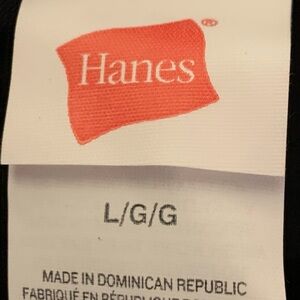 Hanes®
L/G/G
MADE IN DOMINICAN REPUBLIC
FABRIQUÉ EN